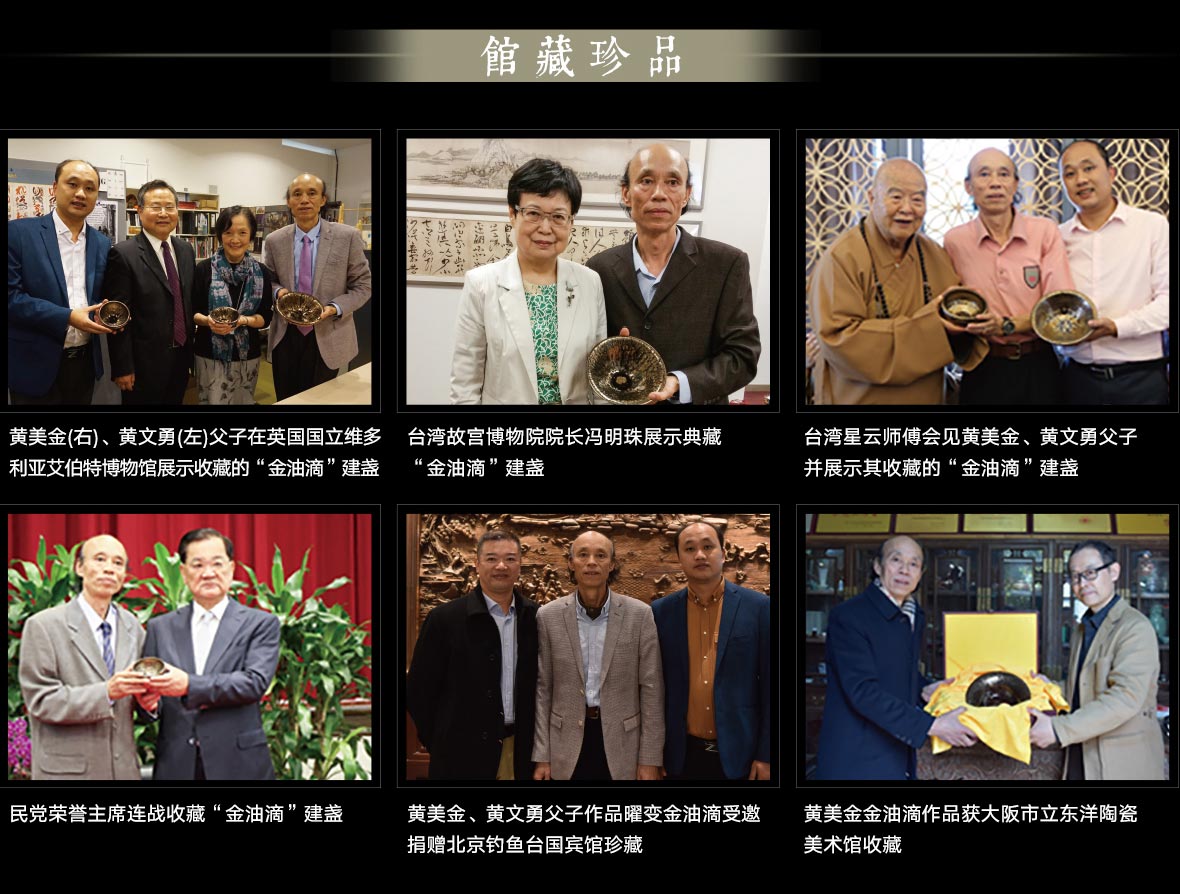 館藏珍品
黄美金(右)、黄文勇(左)父子在英国国立维多
利亚艾伯特博物馆展示收藏的“金油滴”建盏
台湾故宫博物院院长冯明珠展示典藏
“金油滴”建盏
台湾星云师傅会见黄美金、黄文勇父子
并展示其收藏的“金油滴”建盏
民党荣誉主席连战收藏“金油滴”建盏
黄美金、黄文勇父子作品曜变金油滴受邀
捐赠北京钓鱼台国宾馆珍藏
黄美金金油滴作品获大阪市立东洋陶瓷
美术馆收藏